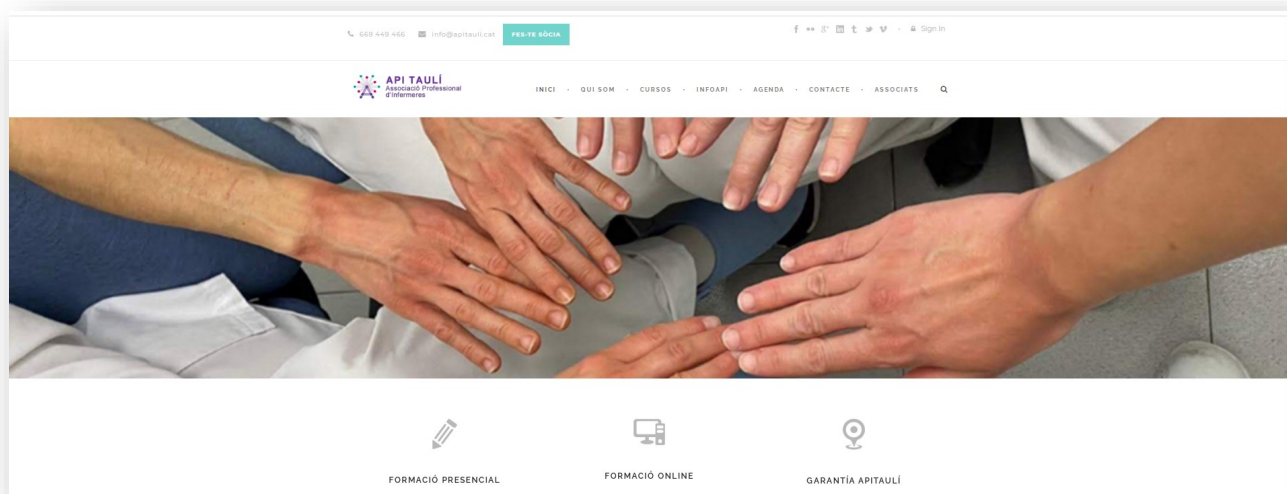 669 449 466 info@apitauli.cat FES-TE SÒCIA
Sign In
API TAULÍ
Associació Professional
d'Infermeres
INICI · QUI SOM · CURSOS · INFOAPI · AGENDA · CONTACTE · ASSOCIATS
FORMACIÓ PRESENCIAL
FORMACIÓ ONLINE
GARANTÍA APITAULÍ